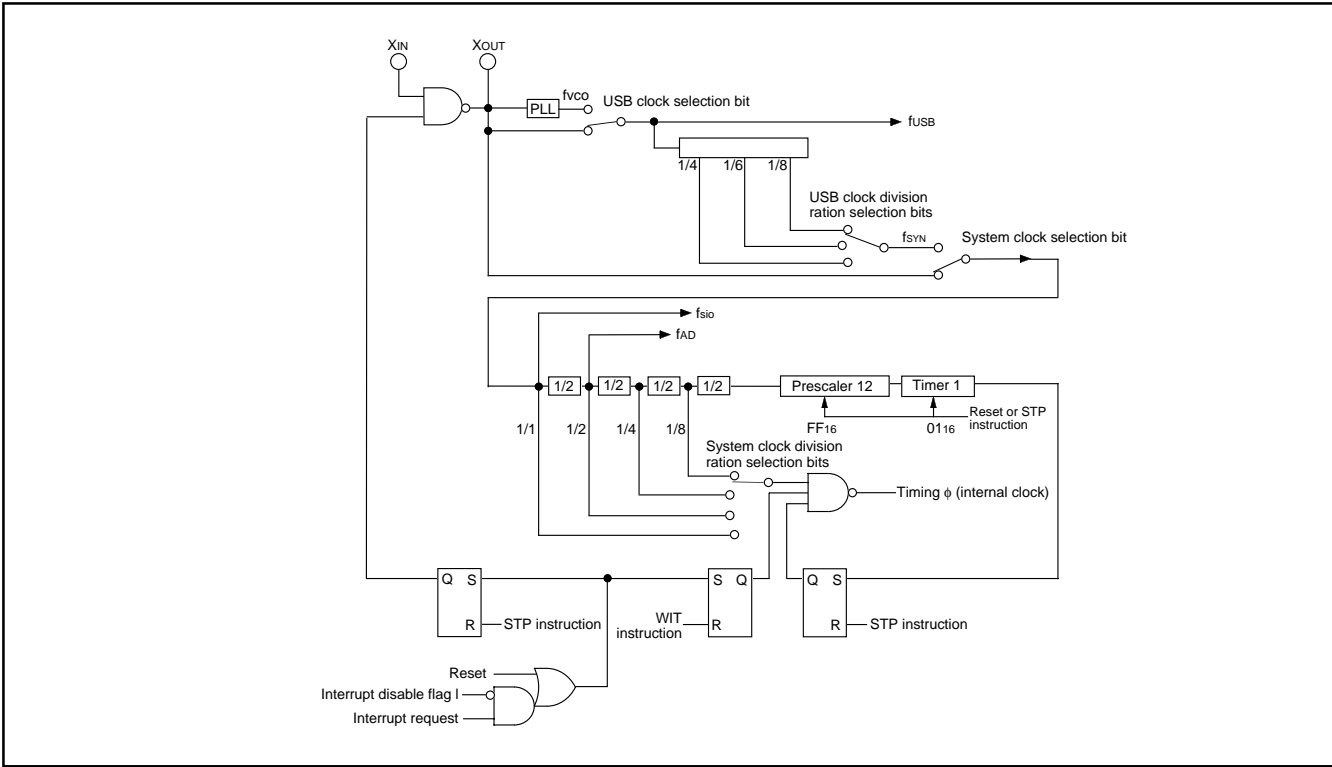 XIN
XOUT
PLL
fVCO
USB clock selection bit
fUSB
1/4
1/6
1/8
USB clock division
ration selection bits
fSYN
System clock selection bit
fsio
fAD
1/2
1/2
1/2
1/2
Prescaler 12
Timer 1
Reset or STP
instruction
FF16
0116
1/1
1/2
1/4
1/8
System clock division
ration selection bits
Timing ϕ (internal clock)
Q S
R
STP instruction
S Q
R
WIT
instruction
Q S
R
STP instruction
Reset
Interrupt disable flag I
Interrupt request